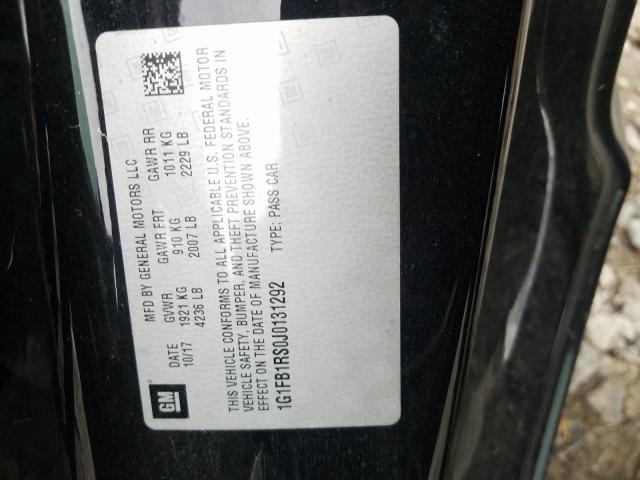 MFD BY GENERAL MOTORS LLC
DATE GVWR GAWR FRT GAWR RR
10/17 1921 KG 910 KG 1011 KG
4236 LB 2007 LB 2229 LB
GM
THIS VEHICLE CONFORMS TO ALL APPLICABLE U.S. FEDERAL MOTOR
VEHICLE SAFETY, BUMPER, AND THEFT PREVENTION STANDARDS IN
EFFECT ON THE DATE OF MANUFACTURE SHOWN ABOVE.
1G1FB1RS0J0131292 TYPE: PASS CAR